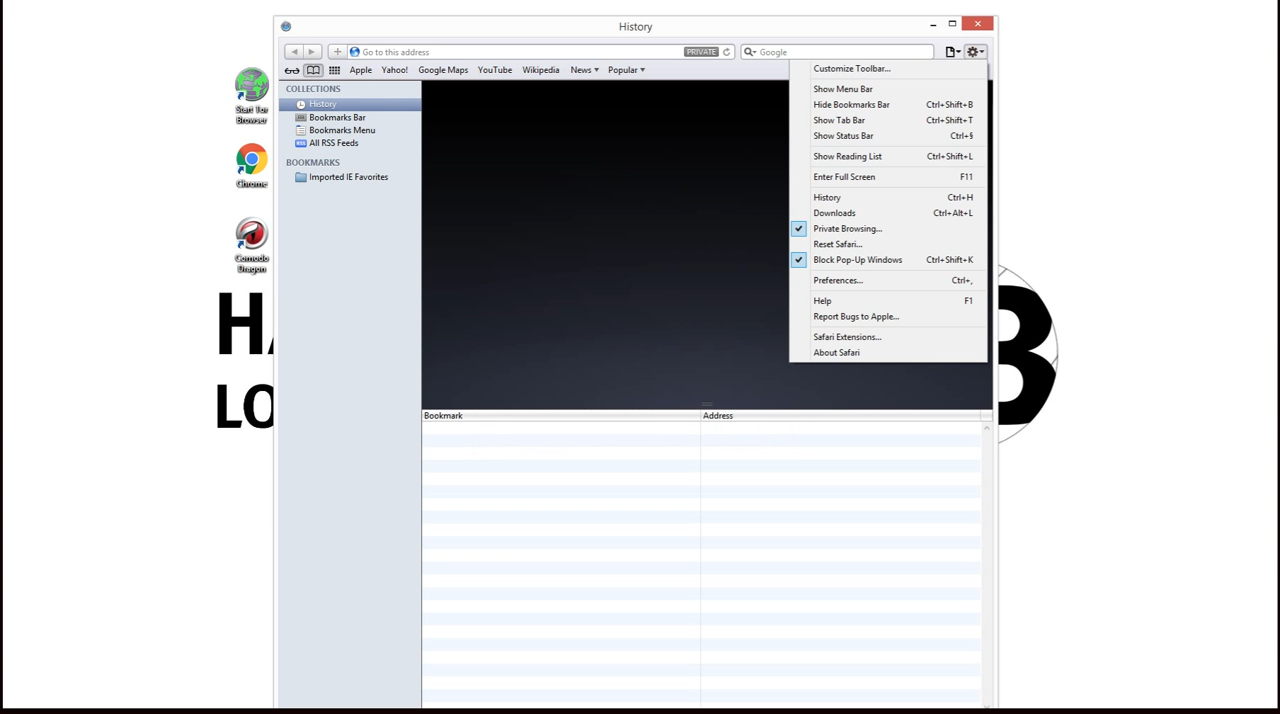 History
Go to this address
PRIVATE
Google
Apple
Yahoo!
Google Maps
YouTube
Wikipedia
News
Popular
COLLECTIONS
History
Bookmarks Bar
Bookmarks Menu
RSS All RSS Feeds
BOOKMARKS
Imported IE Favorites
Customize Toolbar...
Show Menu Bar
Hide Bookmarks Bar Ctrl+Shift+B
Show Tab Bar Ctrl+Shift+T
Show Status Bar Ctrl+§
Show Reading List Ctrl+Shift+L
Enter Full Screen F11
History Ctrl+H
Downloads Ctrl+Alt+L
Private Browsing...
Reset Safari...
Block Pop-Up Windows Ctrl+Shift+K
Preferences... Ctrl+,
Help F1
Report Bugs to Apple...
Safari Extensions...
About Safari
Bookmark
Address
Start Tor
Browser
Chrome
Comodo
Dragon